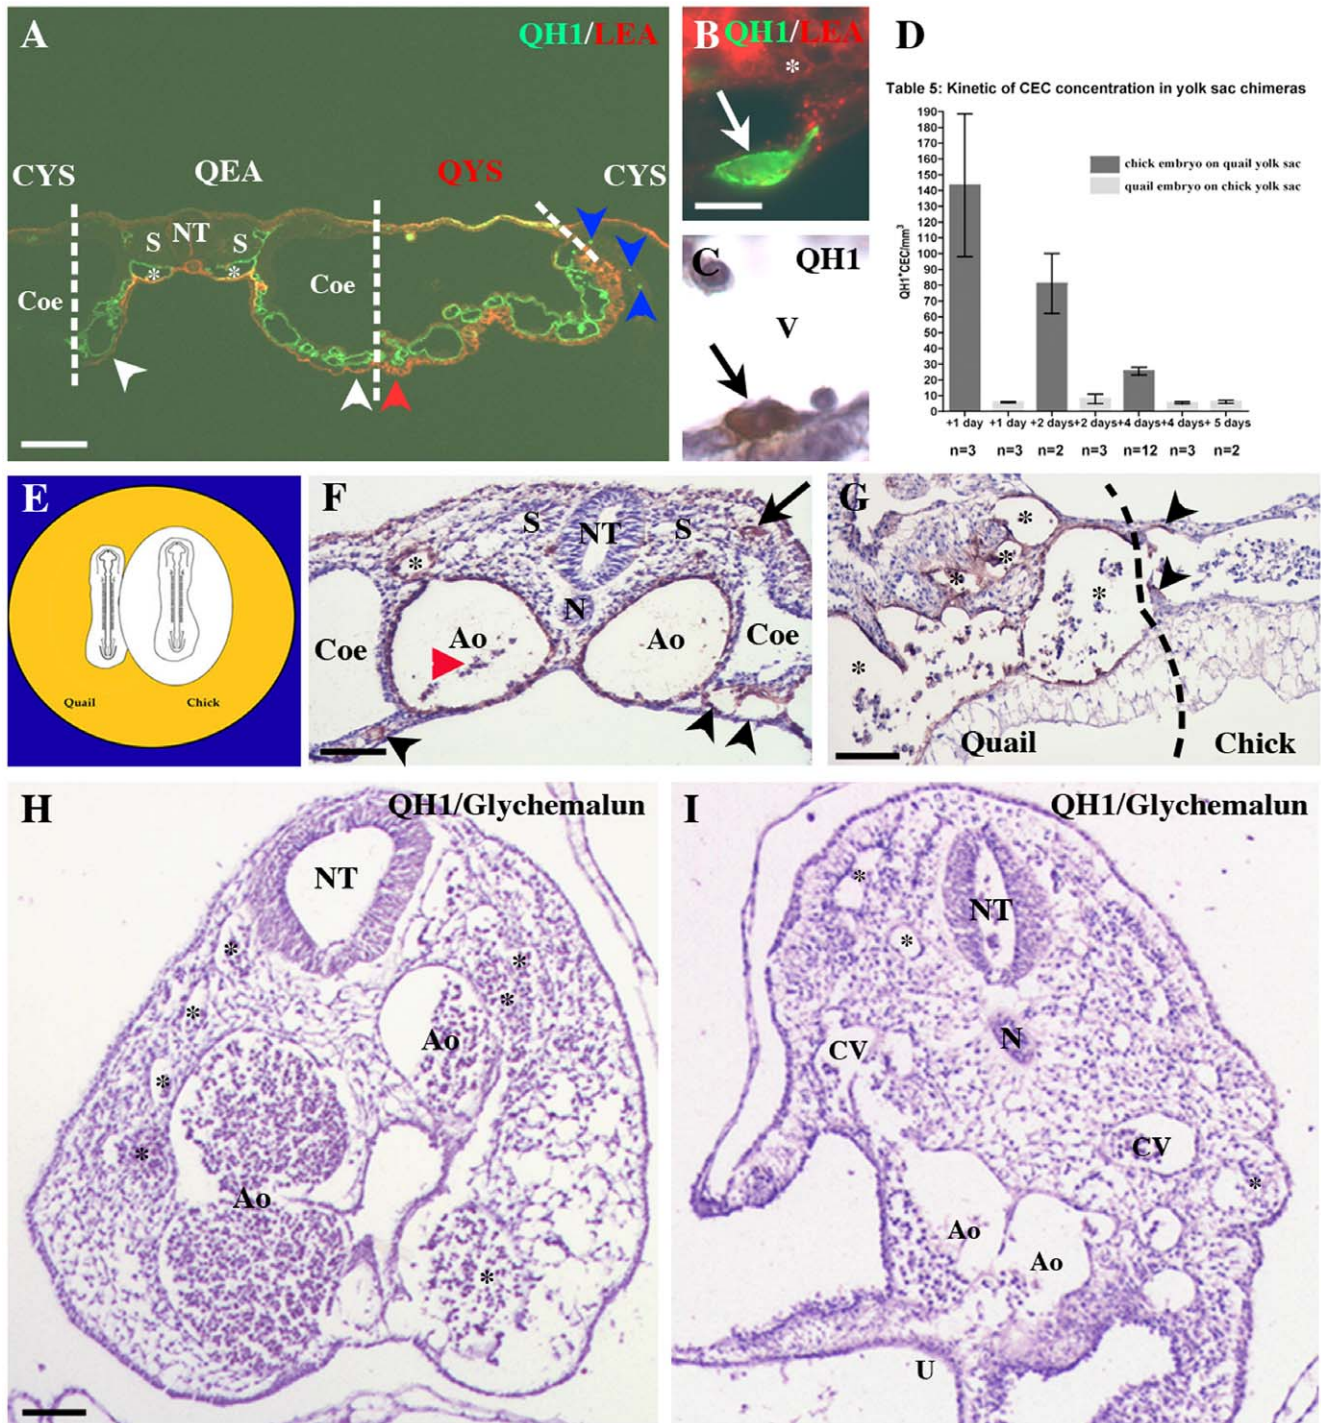 A
QH1/LEA
CYS
QEA
QYS
CYS
S
NT
S
*
*
Coe
Coe
B
QH1/LEA
*
C
QH1
V
D
Table 5: Kinetic of CEC concentration in yolk sac chimeras
QH1+CEC/mm3
190
180
170
160
150
140
130
120
110
100
90
80
70
60
50
40
30
20
10
0
chick embryo on quail yolk sac
quail embryo on chick yolk sac
+1 day +1 day +2 days +2 days +4 days +4 days + 5 days
n=3 n=3 n=2 n=3 n=12 n=3 n=2
E
Quail Chick
F
S
NT
S
*
N
Ao
Ao
Coe
Coe
G
*
*
*
*
*
Quail
Chick
H
QH1/Glychemalun
NT
*
*
*
*
Ao
*
*
*
Ao
*
I
QH1/Glychemalun
*
NT
*
N
CV
CV
*
Ao
Ao
U